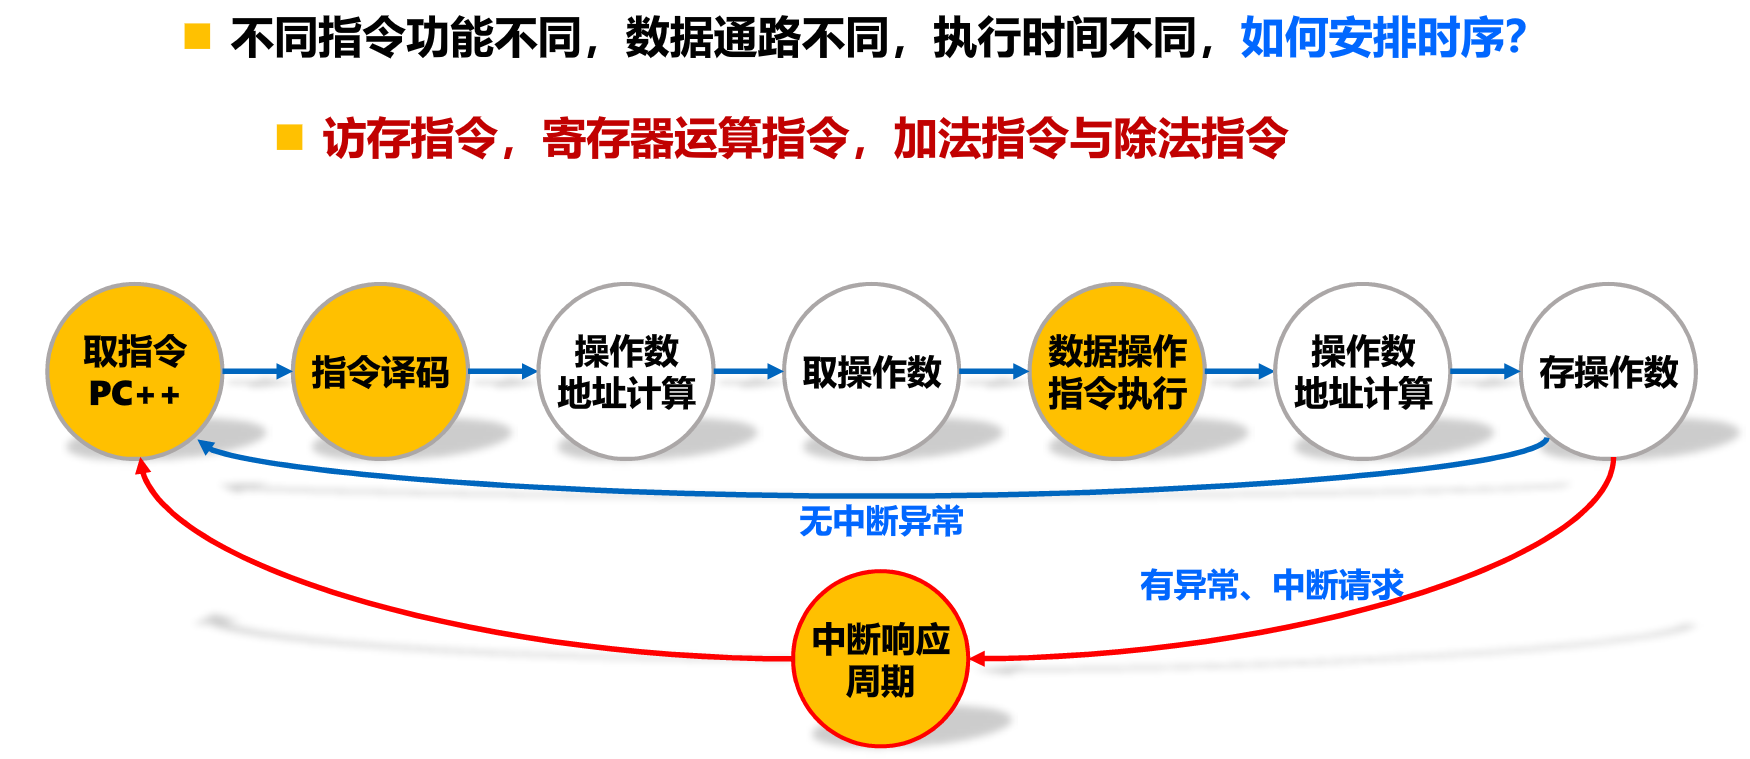 不同指令功能不同，数据通路不同，执行时间不同，如何安排时序？
访存指令，寄存器运算指令，加法指令与除法指令
取指令
PC++
指令译码
操作数
地址计算
取操作数
数据操作
指令执行
操作数
地址计算
存操作数
无中断异常
有异常、中断请求
中断响应
周期